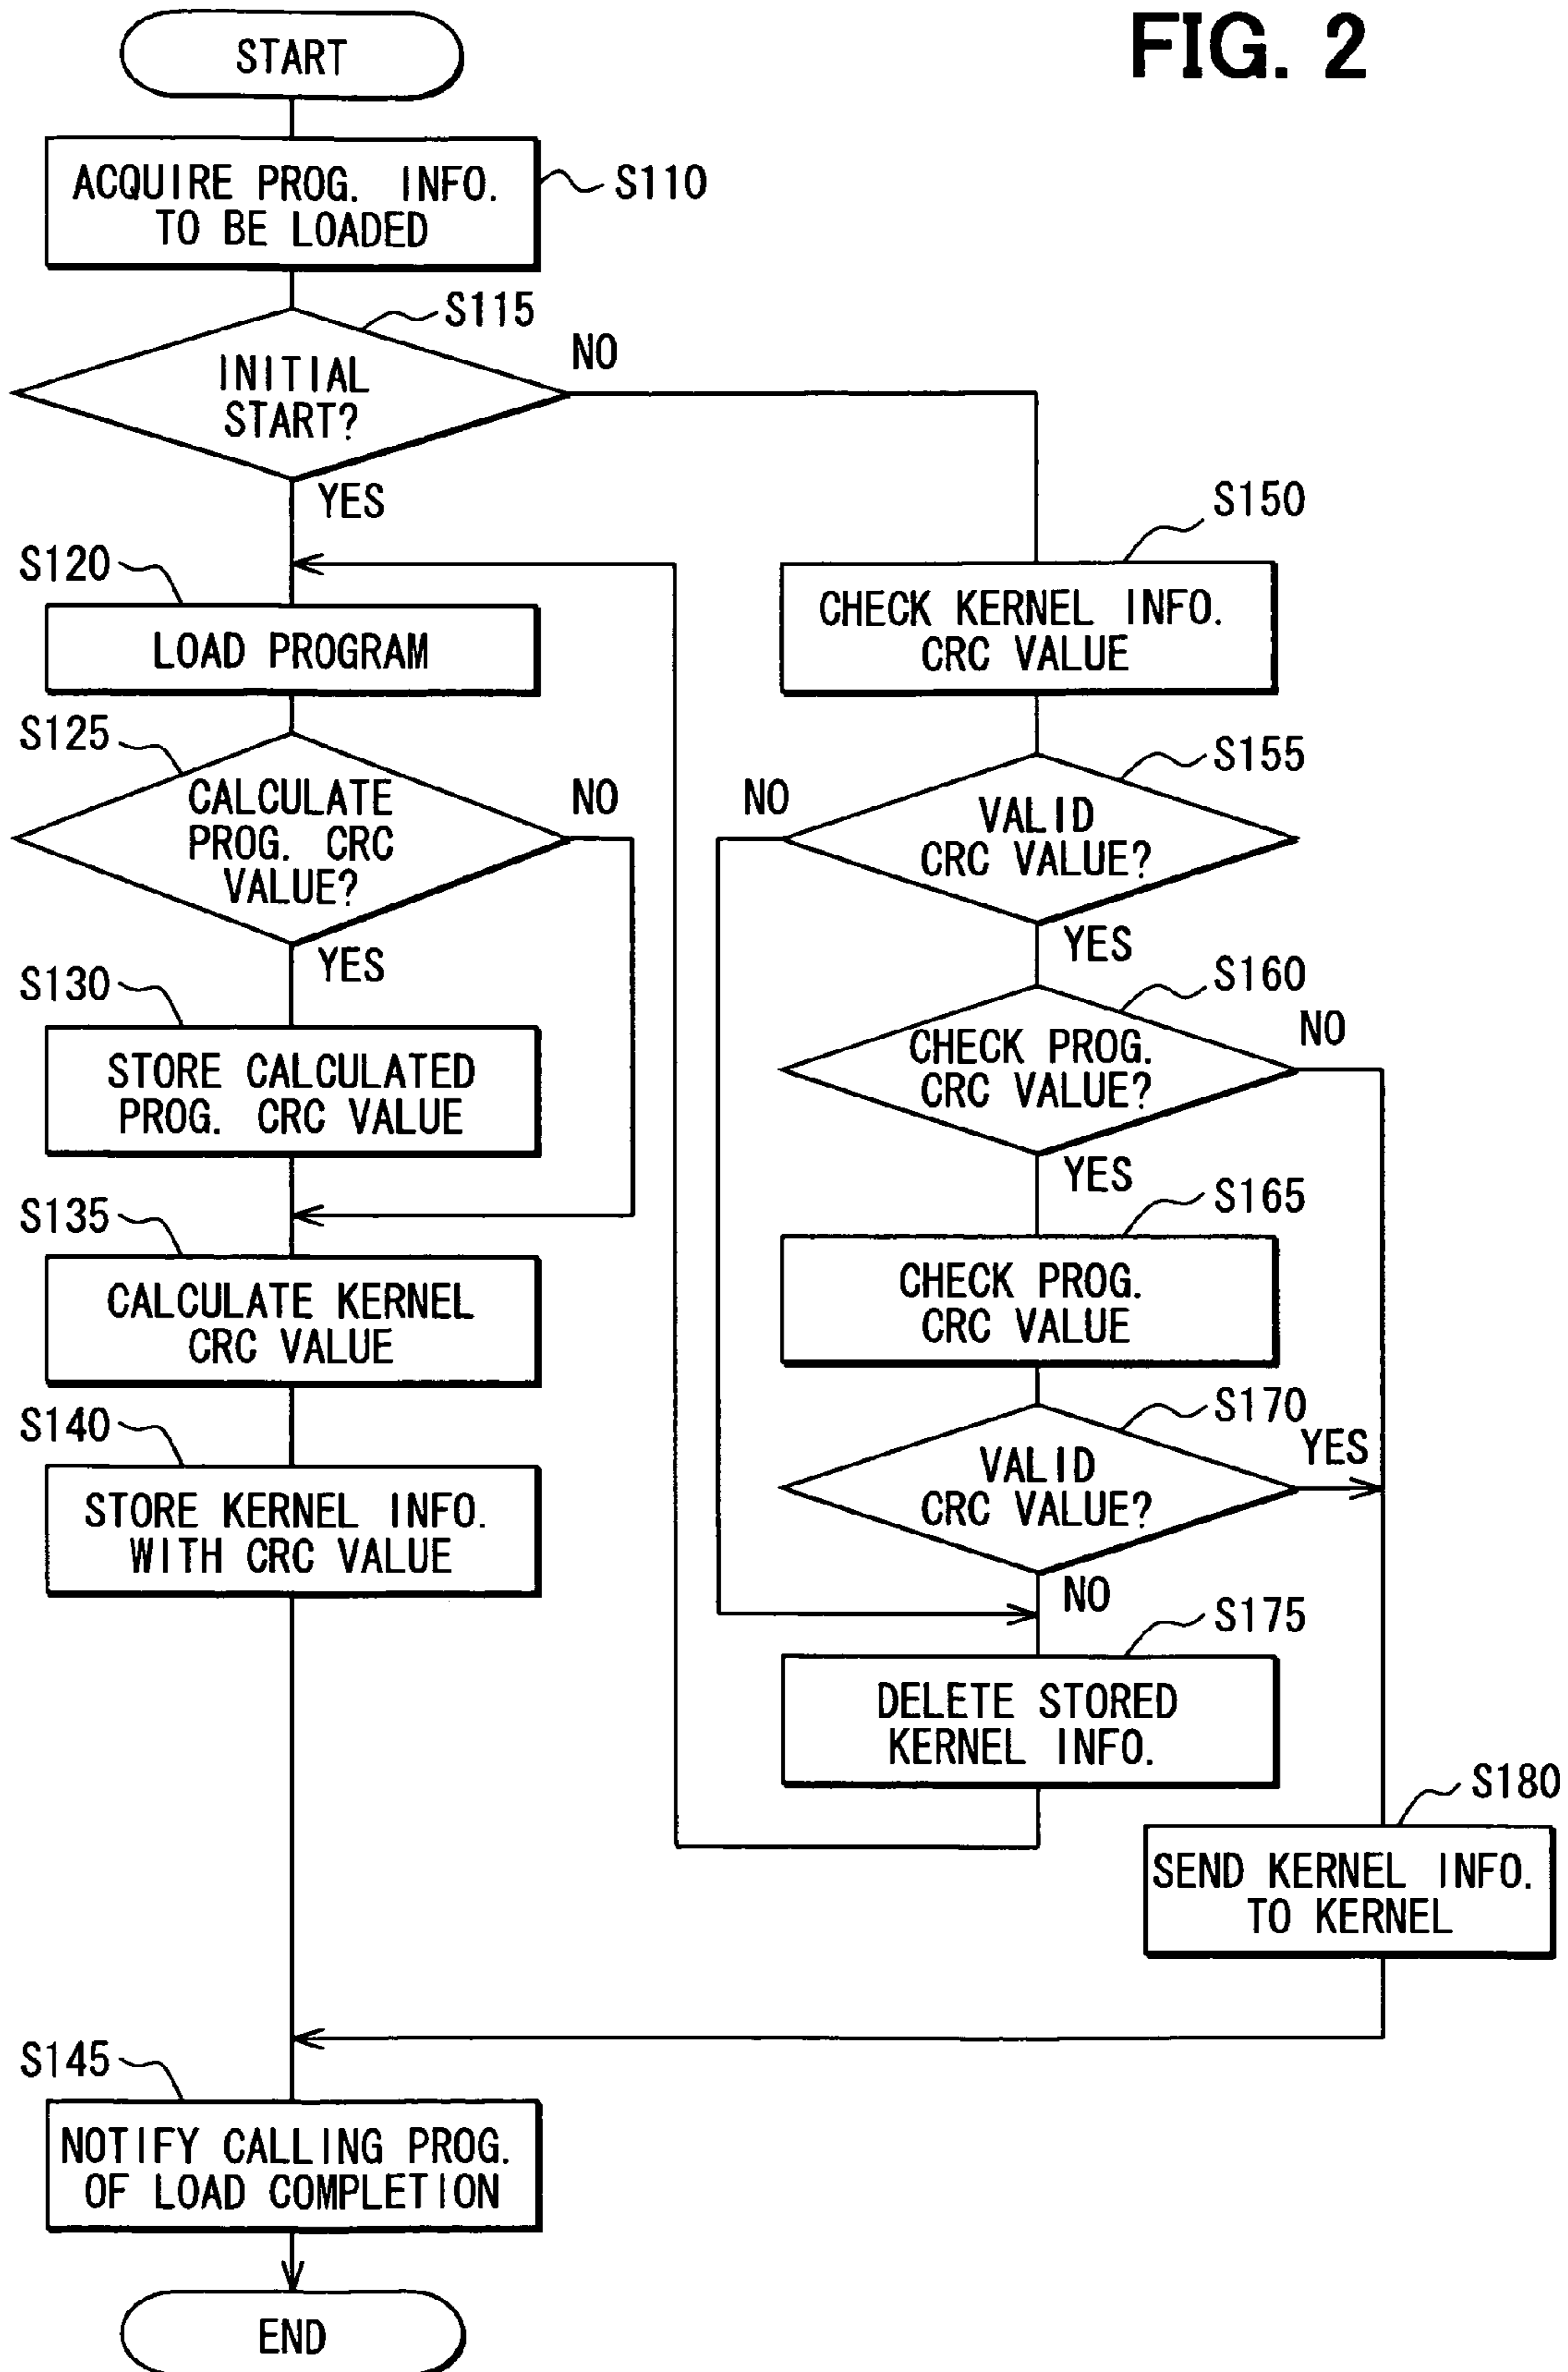 FIG. 2
START
ACQUIRE PROG. INFO.
TO BE LOADED
S110
S115
INITIAL
START?
NO
YES
S120
LOAD PROGRAM
S125
CALCULATE
PROG. CRC
VALUE?
NO
YES
S130
STORE CALCULATED
PROG. CRC VALUE
S135
CALCULATE KERNEL
CRC VALUE
S140
STORE KERNEL INFO.
WITH CRC VALUE
S150
CHECK KERNEL INFO.
CRC VALUE
S155
NO
VALID
CRC VALUE?
YES
S160
CHECK PROG.
CRC VALUE?
NO
YES
S165
CHECK PROG.
CRC VALUE
S170
VALID
CRC VALUE?
YES
NO
S175
DELETE STORED
KERNEL INFO.
S180
SEND KERNEL INFO.
TO KERNEL
S145
NOTIFY CALLING PROG.
OF LOAD COMPLETION
END